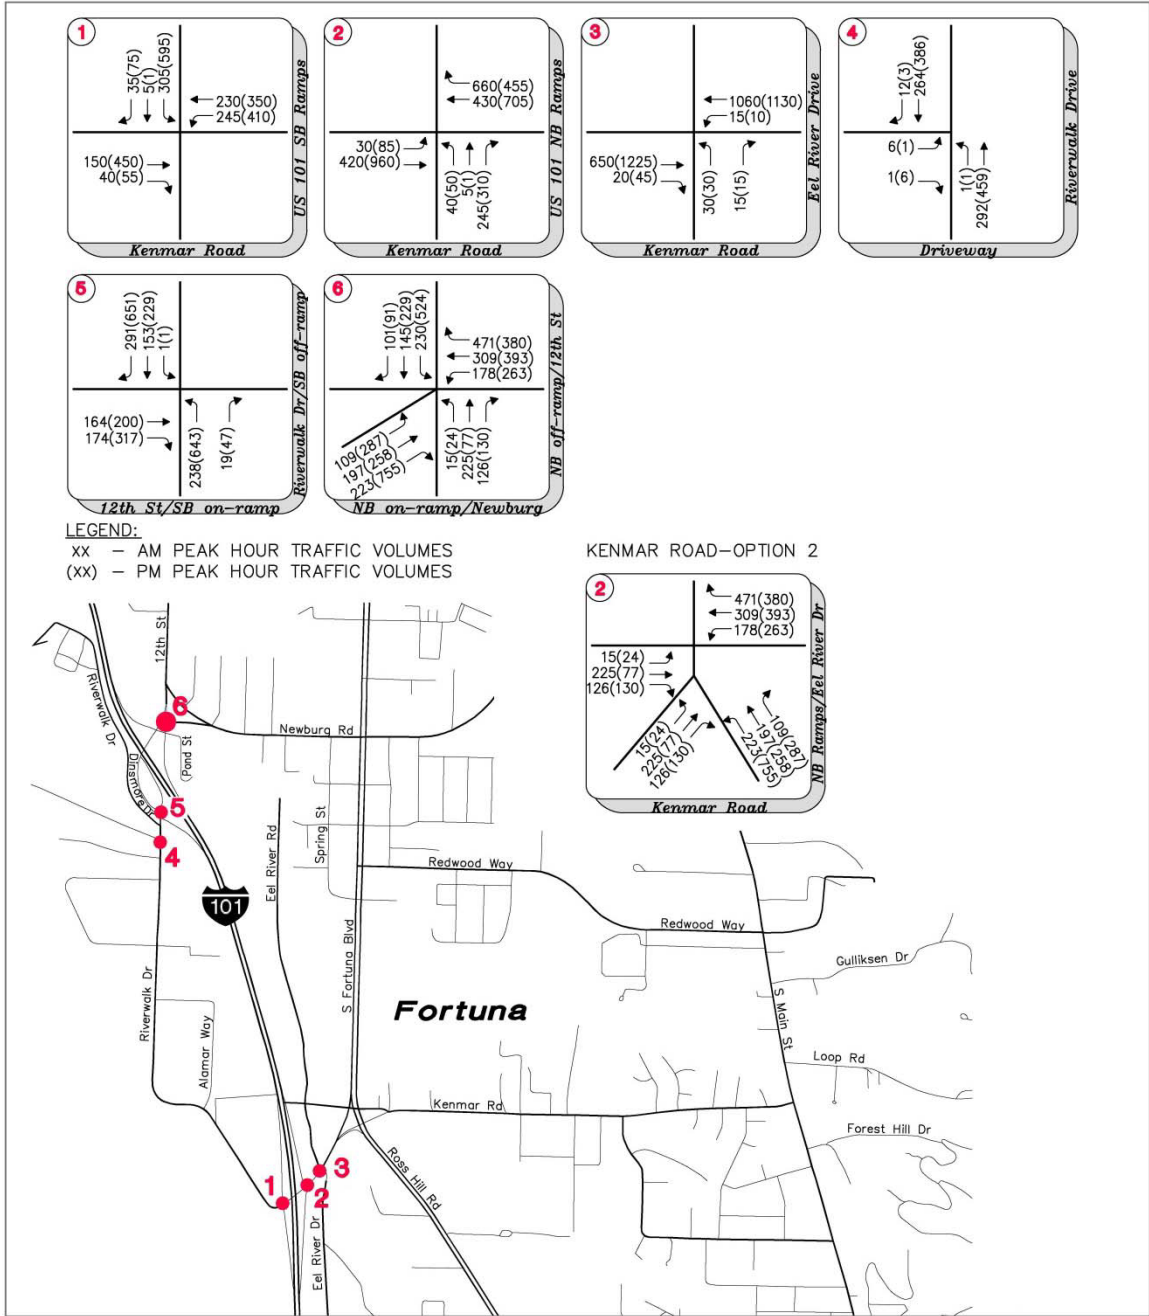 1
35(75)
5(1)
305(595)
230(350)
245(410)
150(450)
40(55)
US 101 SB Ramps
Kenmar Road
2
660(455)
430(705)
30(85)
420(960)
40(50)
5(1)
245(310)
US 101 NB Ramps
Kenmar Road
3
1060(1130)
15(10)
650(1225)
20(45)
30(30)
15(15)
Eel River Drive
Kenmar Road
4
12(3)
264(386)
6(1)
1(6)
1(1)
292(459)
Riverwalk Drive
Driveway
5
291(651)
153(229)
1(1)
164(200)
174(317)
238(643)
19(47)
Riverwalk Dr/SB off-ramp
12th St/SB on-ramp
6
101(91)
145(229)
230(524)
471(380)
309(393)
178(263)
109(287)
197(258)
223(755)
15(24)
225(77)
126(130)
NB off-ramp/12th St
NB on-ramp/Newburg
LEGEND:
XX – AM PEAK HOUR TRAFFIC VOLUMES
(XX) – PM PEAK HOUR TRAFFIC VOLUMES
KENMAR ROAD-OPTION 2
2
471(380)
309(393)
178(263)
15(24)
225(77)
126(130)
15(24)
225(77)
126(130)
109(287)
197(258)
223(755)
NB Ramps/Eel River Dr
Kenmar Road
12th St
Riverwalk Dr
6
Newburg Rd
Pond St
Dinsmore Dr
5
4
Eel River Rd
Spring St
101
Redwood Way
Redwood Way
S Fortuna Blvd
Gulliksen Dr
Riverwalk Dr
Fortuna
S Main St
Alamar Way
Loop Rd
Kenmar Rd
Forest Hill Dr
Ross Hill Rd
3
1
2
Eel River Dr